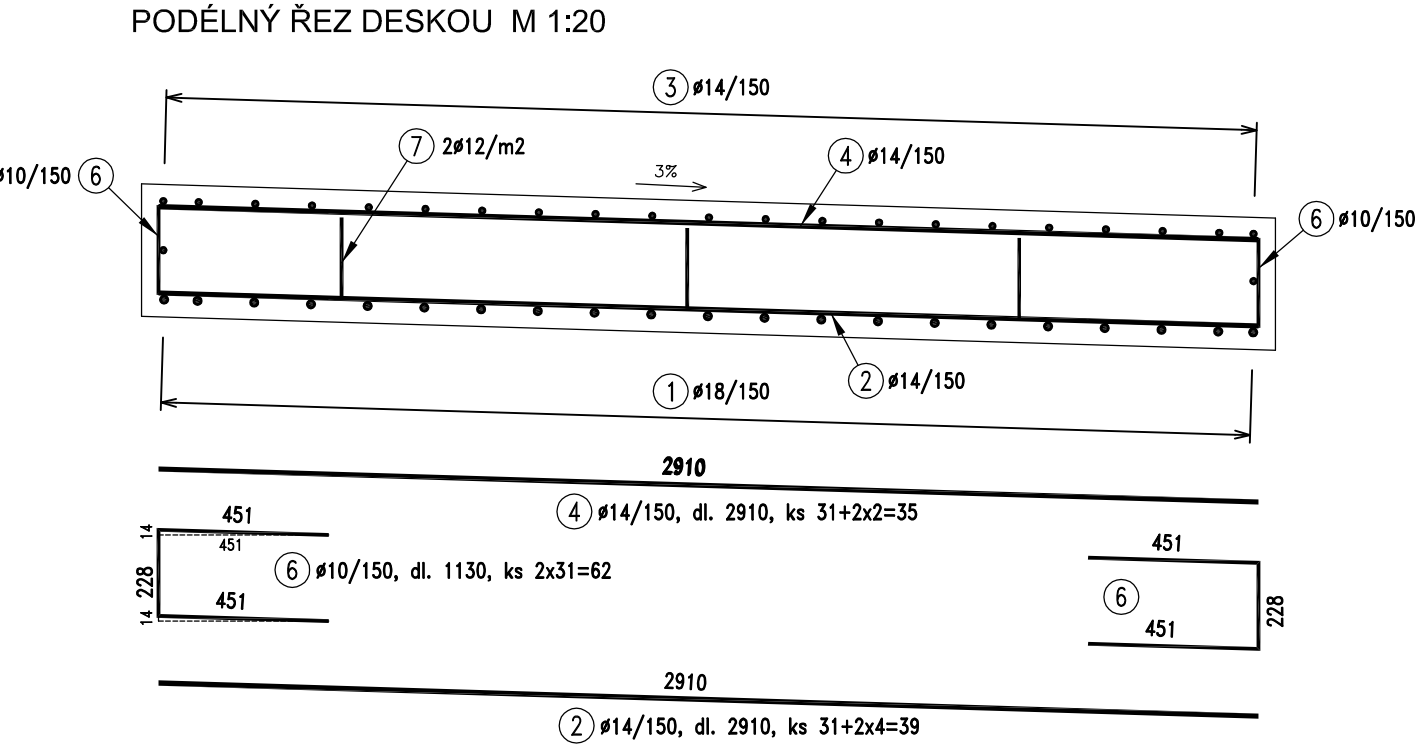 PODÉLNÝ ŘEZ DESKOU M 1:20
3 ø14/150
7 2ø12/m2
4 ø14/150
3%
ø10/150 6
6 ø10/150
1 ø18/150
2 ø14/150
2910
4 ø14/150, dl. 2910, ks 31+2x2=35
451
14
451
451
6 ø10/150, dl. 1130, ks 2x31=62
228
6
451
228
14
451
2910
2 ø14/150, dl. 2910, ks 31+2x4=39